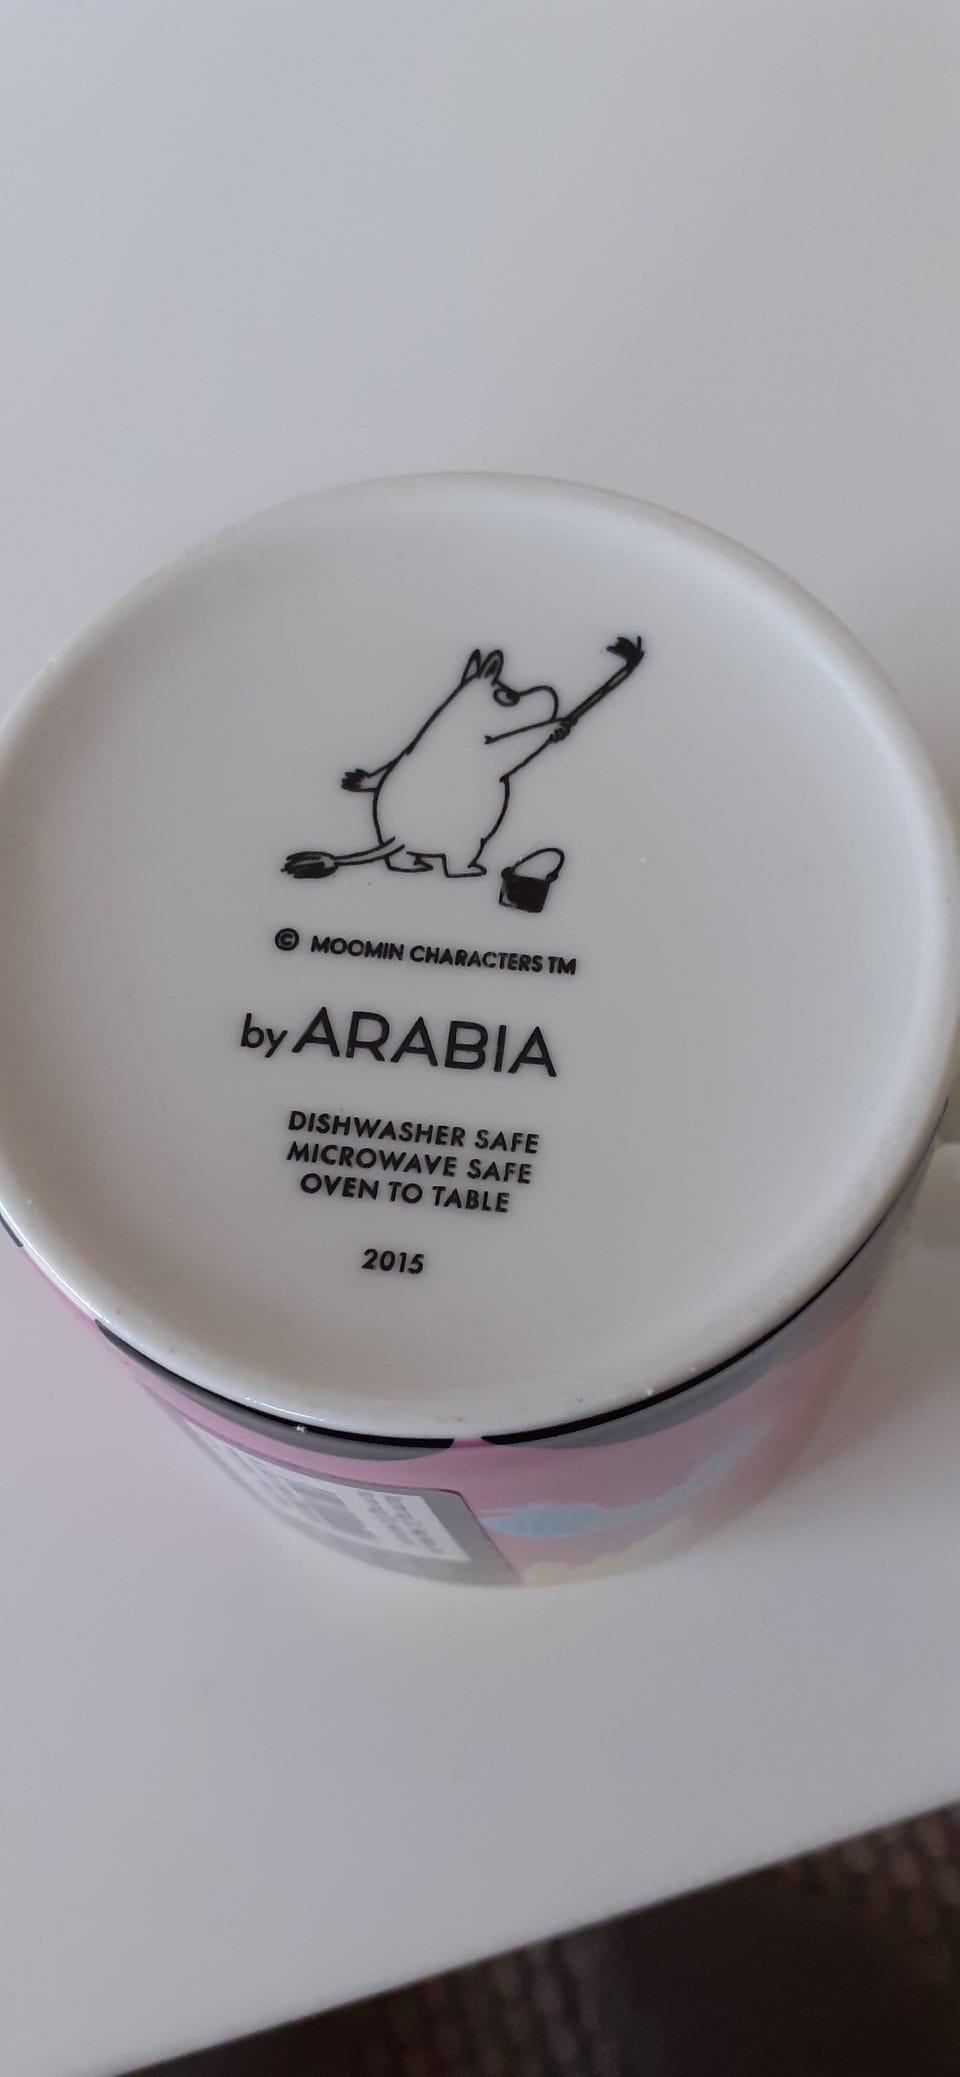 © MOOMIN CHARACTERS TM
by ARABIA
DISHWASHER SAFE
MICROWAVE SAFE
OVEN TO TABLE
2015